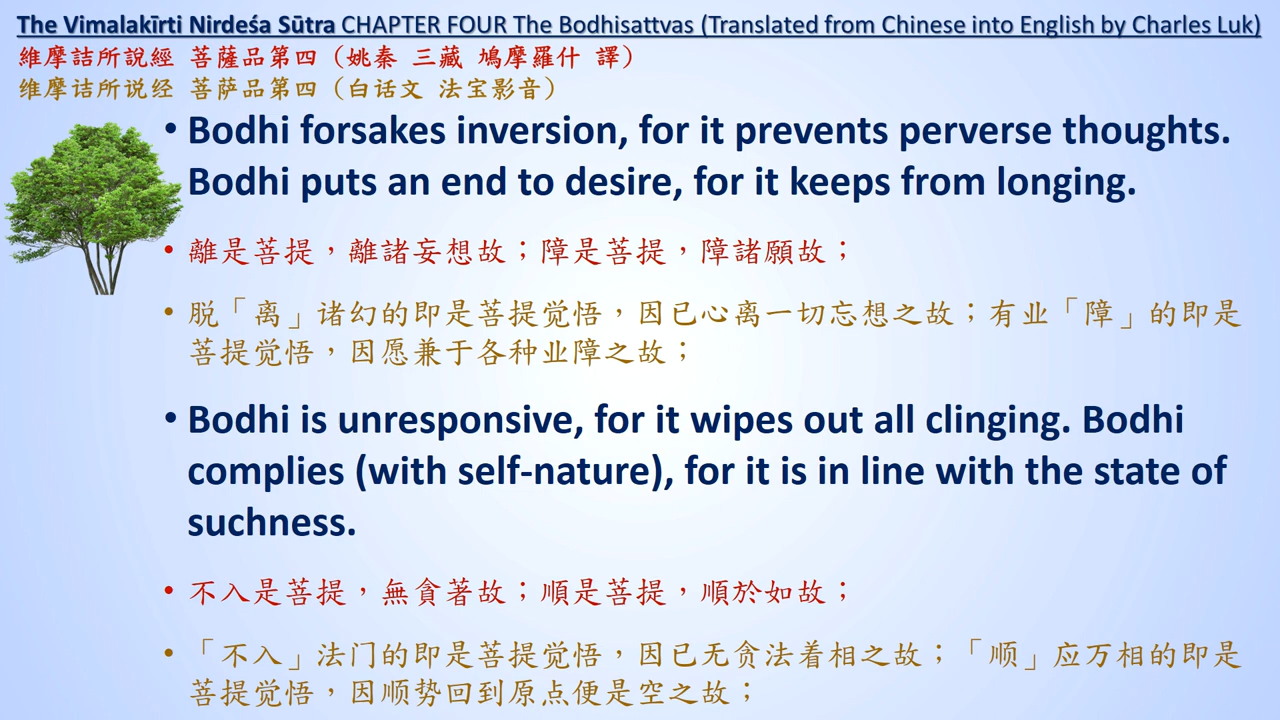 The Vimalakīrti Nirdeśa Sūtra CHAPTER FOUR The Bodhisattvas (Translated from Chinese into English by Charles Luk)
維摩詰所說經 菩薩品第四 (姚秦 三藏 鳩摩羅什 譯)
维摩诘所说经 菩萨品第四 (白话文 法宝影音)
• Bodhi forsakes inversion, for it prevents perverse thoughts.
Bodhi puts an end to desire, for it keeps from longing.
• 離是菩提，離諸妄想故；障是菩提，障諸願故；
• 脱「离」诸幻的即是菩提觉悟，因已心离一切忘想之故；有业「障」的即是
菩提觉悟，因愿兼于各种业障之故；
• Bodhi is unresponsive, for it wipes out all clinging. Bodhi
complies (with self-nature), for it is in line with the state of
suchness.
• 不入是菩提，無貪著故；順是菩提，順於如故；
• 「不入」法门的即是菩提觉悟，因已无贪法着相之故；「顺」应万相的即是
菩提觉悟，因顺势回到原点便是空之故；